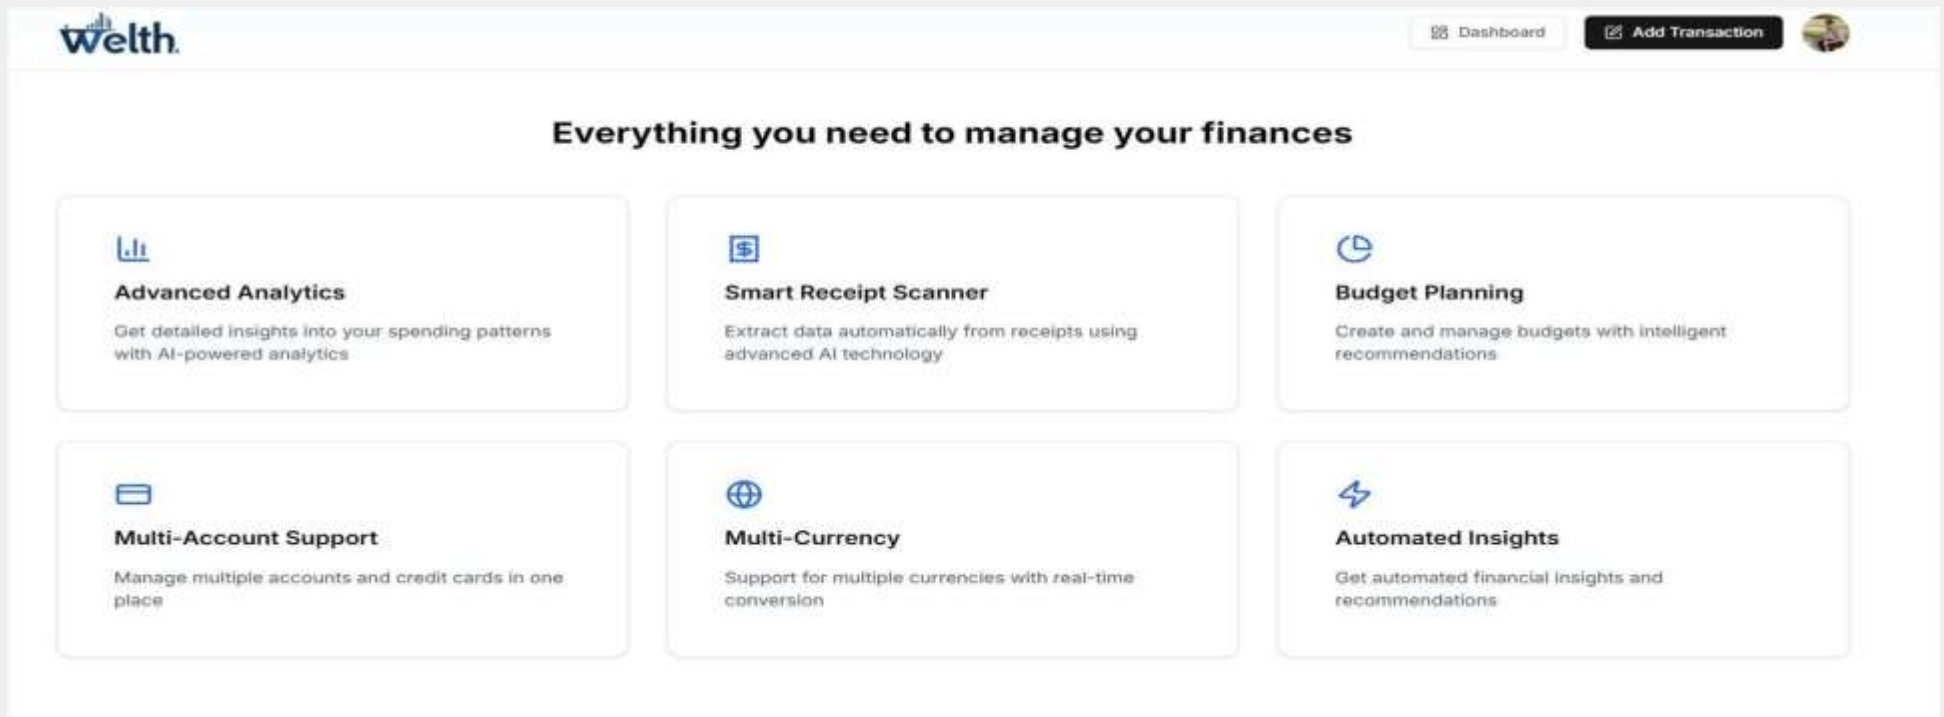 Welth.
Dashboard
Add Transaction
Everything you need to manage your finances
Advanced Analytics
Get detailed insights into your spending patterns
with AI-powered analytics
Smart Receipt Scanner
Extract data automatically from receipts using
advanced AI technology
Budget Planning
Create and manage budgets with intelligent
recommendations
Multi-Account Support
Manage multiple accounts and credit cards in one
place
Multi-Currency
Support for multiple currencies with real-time
conversion
Automated Insights
Get automated financial insights and
recommendations